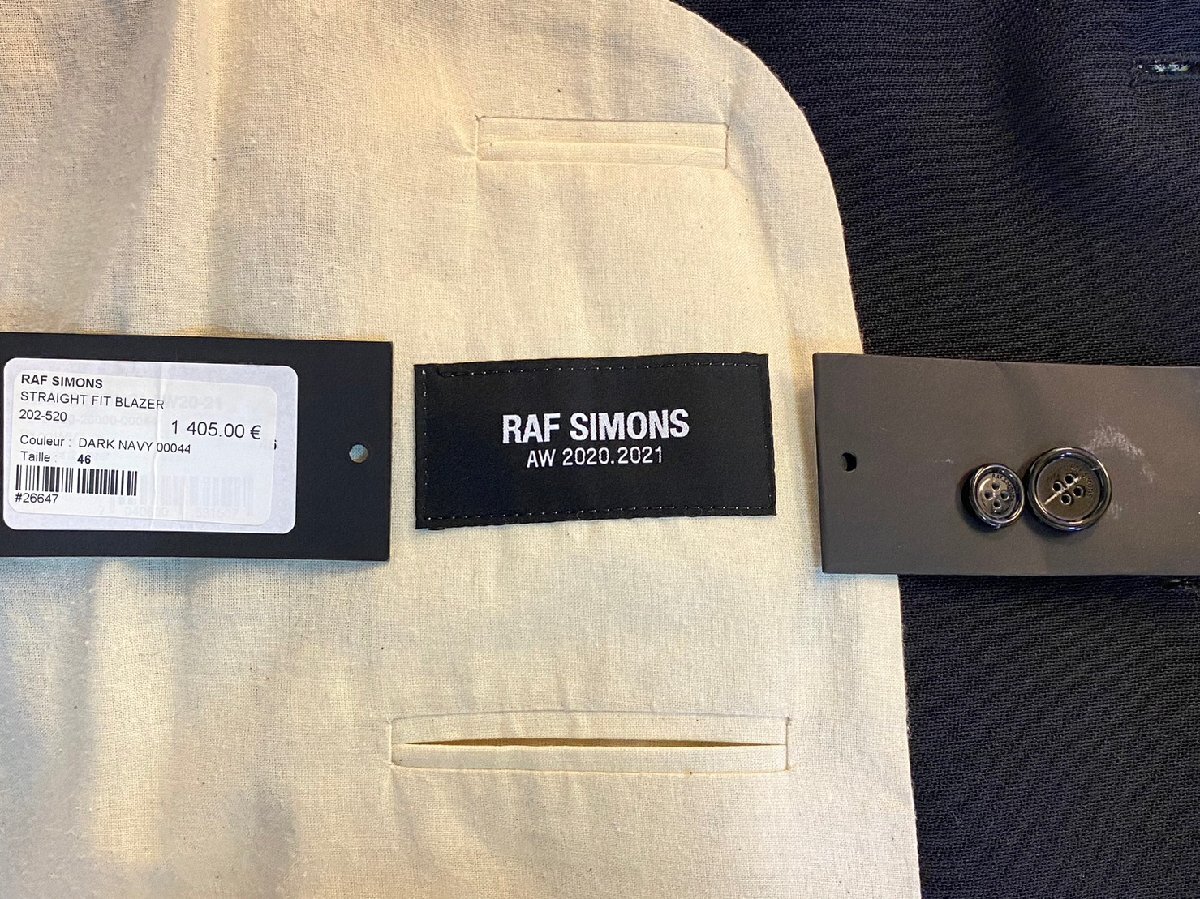 RAF SIMONS
STRAIGHT FIT BLAZER
202-520
1 405.00 €
Couleur : DARK NAVY 00044
Taille : 46
#26647
RAF SIMONS
AW 2020.2021